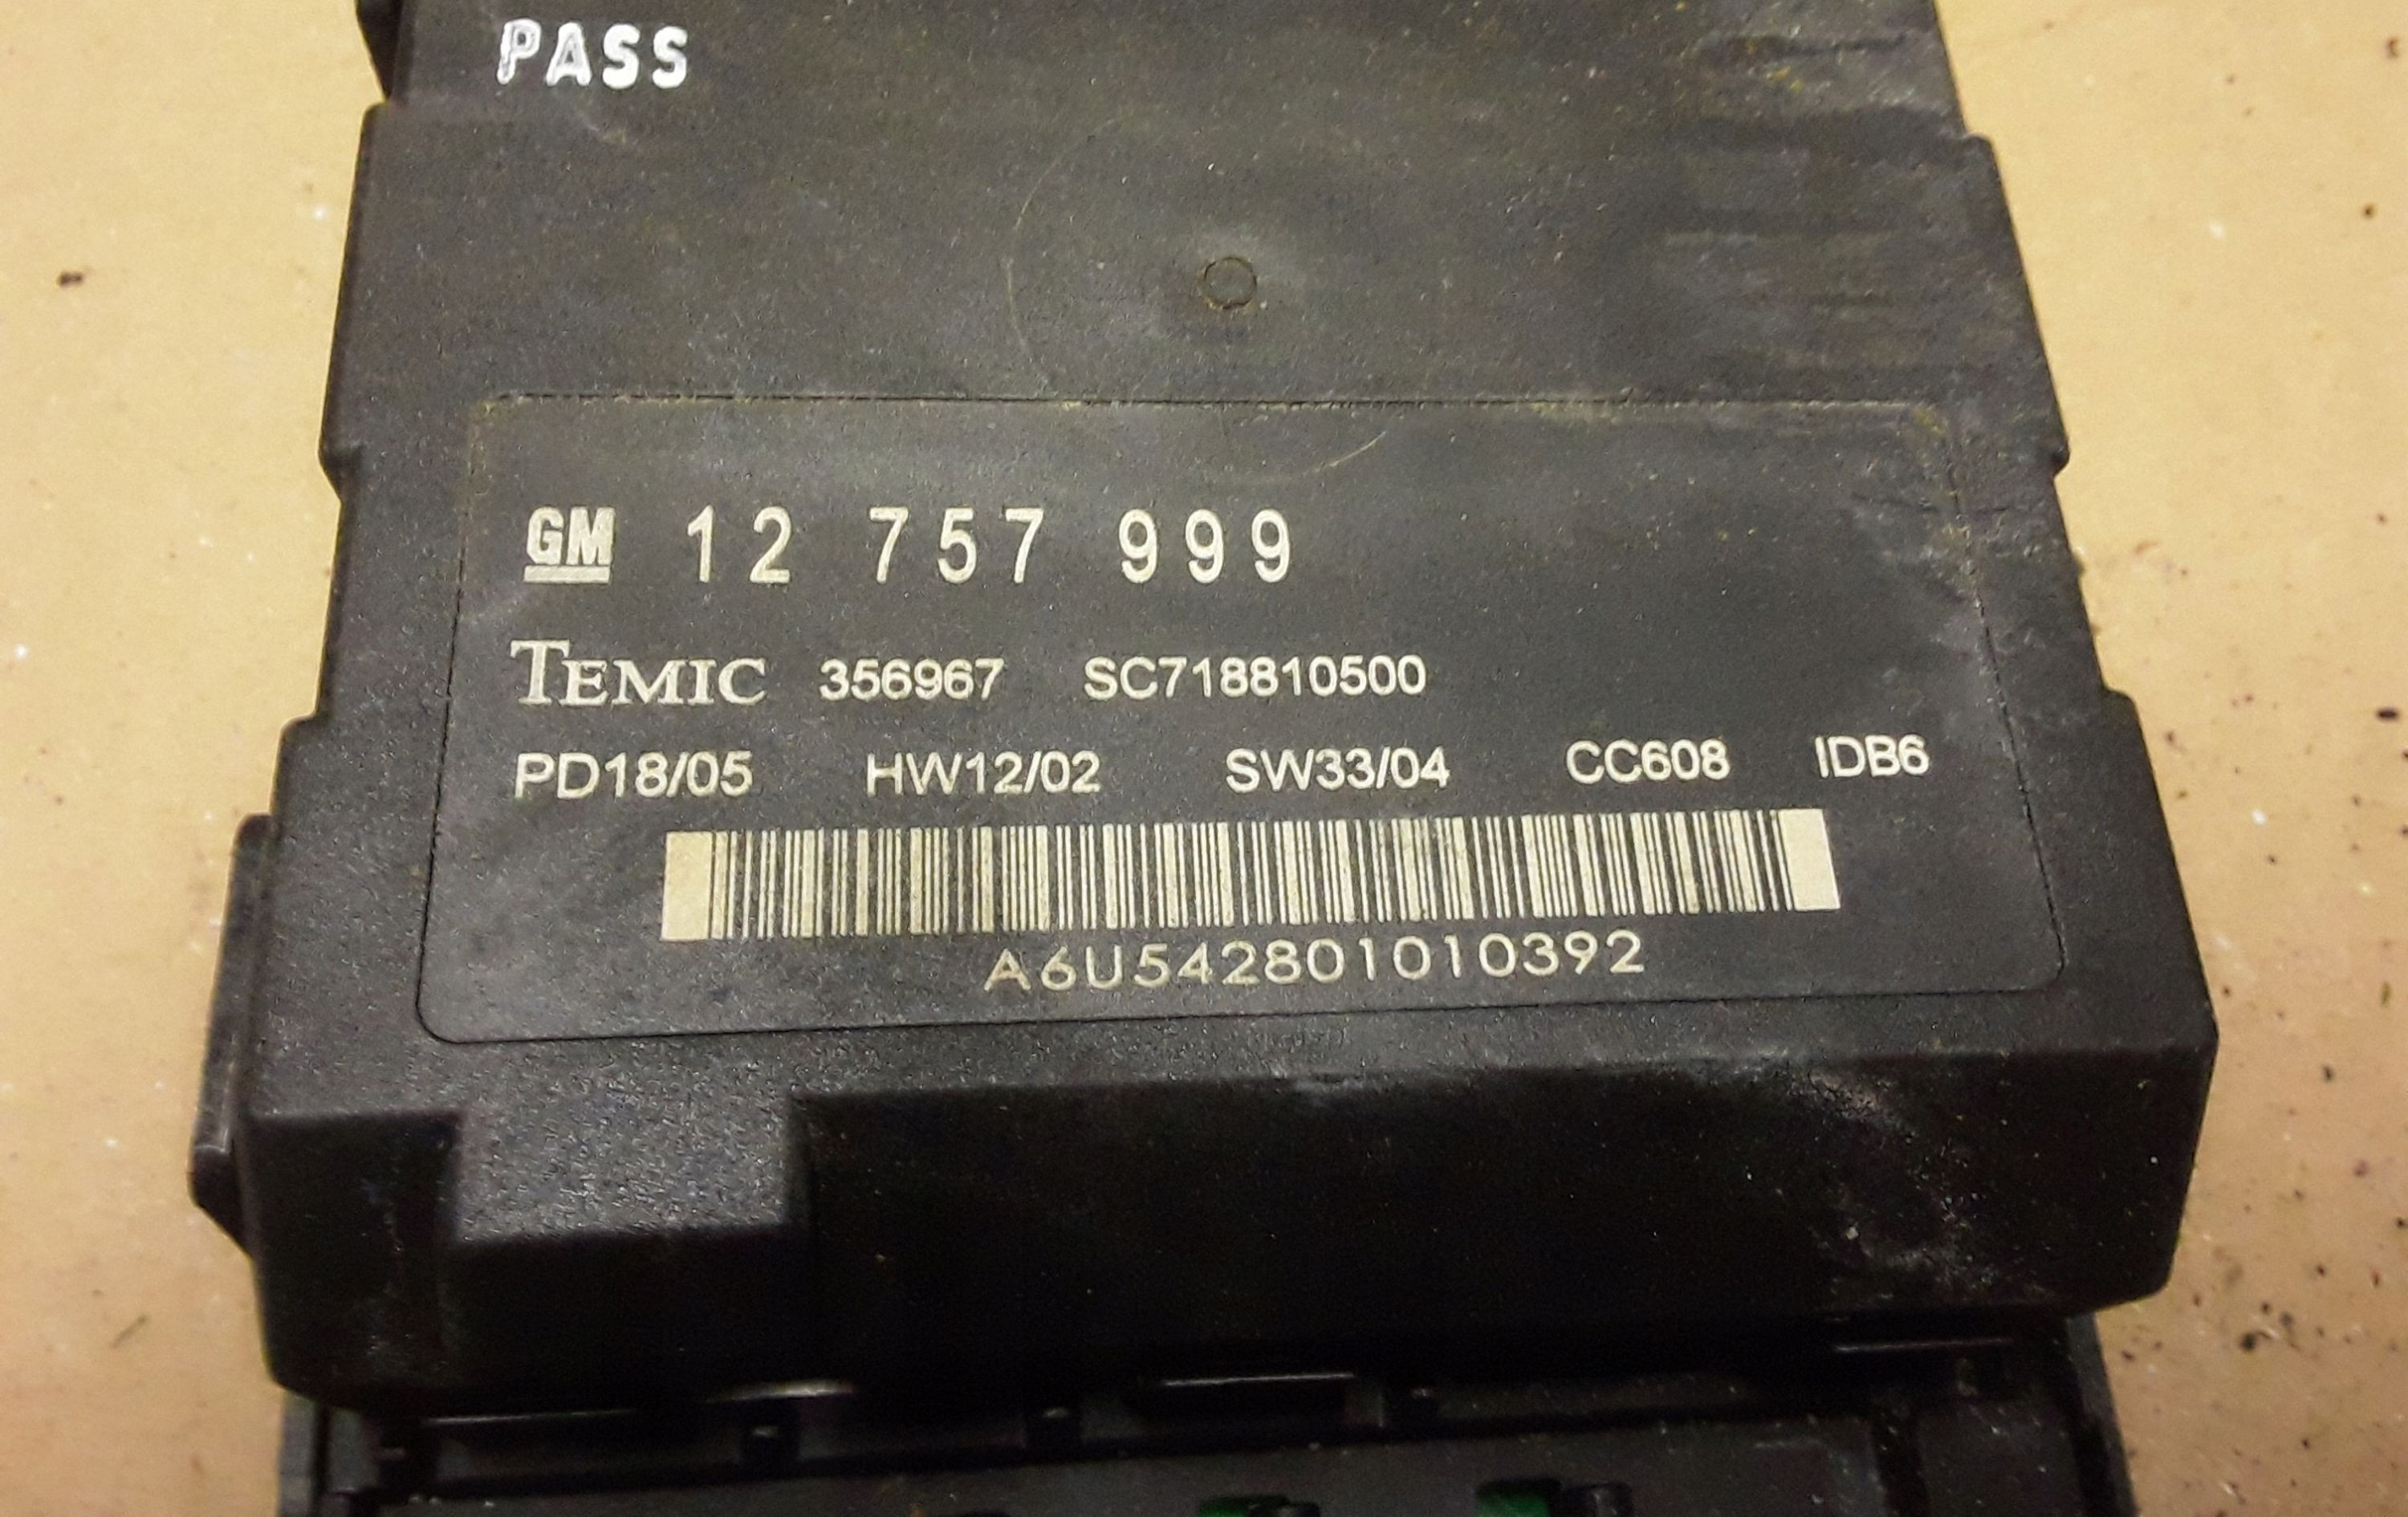 PASS
GM 12 757 999
TEMIC 356967 SC718810500
PD18/05 HW12/02 SW33/04 CC608 IDB6
A6U542801010392